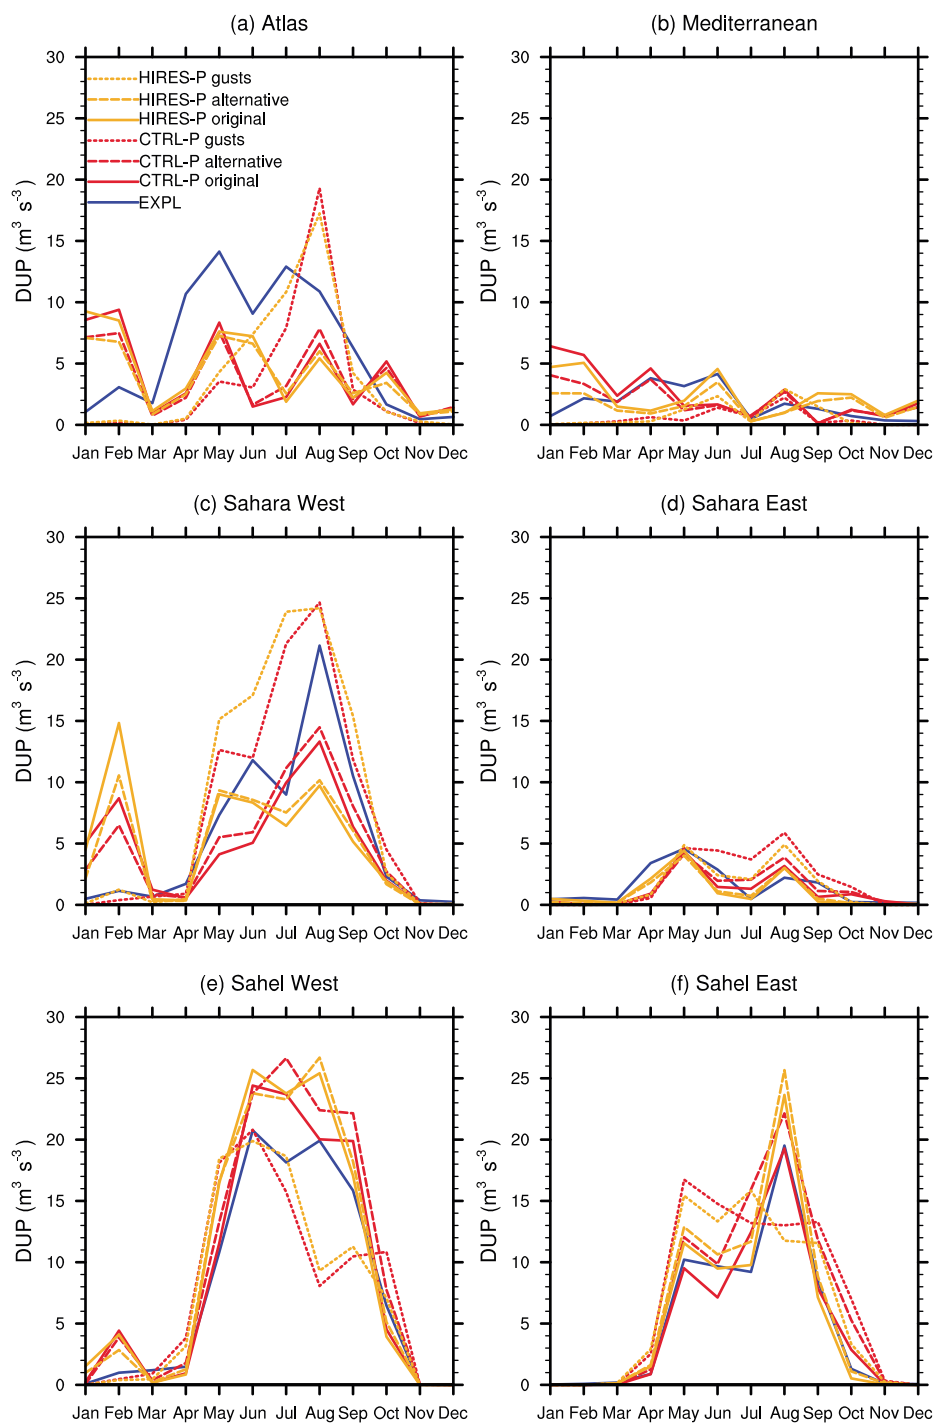 (a) Atlas
(b) Mediterranean
30
25
20
15
10
5
0
DUP (m³ s⁻³)
HIRES-P gusts
HIRES-P alternative
HIRES-P original
CTRL-P gusts
CTRL-P alternative
CTRL-P original
EXPL
Jan Feb Mar Apr May Jun Jul Aug Sep Oct Nov Dec
30
25
20
15
10
5
0
DUP (m³ s⁻³)
Jan Feb Mar Apr May Jun Jul Aug Sep Oct Nov Dec
(c) Sahara West
(d) Sahara East
30
25
20
15
10
5
0
DUP (m³ s⁻³)
Jan Feb Mar Apr May Jun Jul Aug Sep Oct Nov Dec
30
25
20
15
10
5
0
DUP (m³ s⁻³)
Jan Feb Mar Apr May Jun Jul Aug Sep Oct Nov Dec
(e) Sahel West
(f) Sahel East
30
25
20
15
10
5
0
DUP (m³ s⁻³)
Jan Feb Mar Apr May Jun Jul Aug Sep Oct Nov Dec
30
25
20
15
10
5
0
DUP (m³ s⁻³)
Jan Feb Mar Apr May Jun Jul Aug Sep Oct Nov Dec